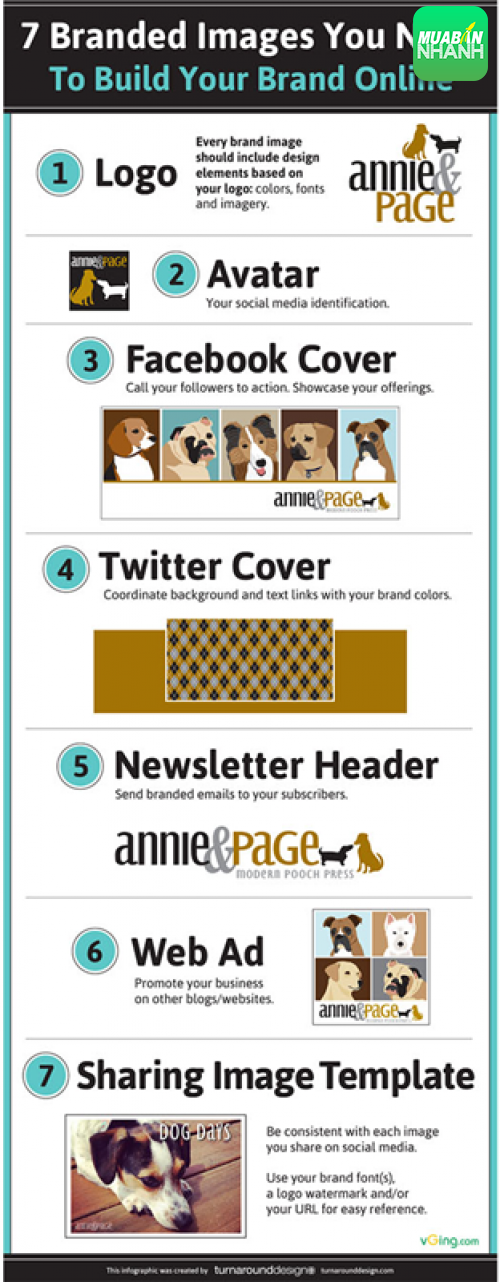 7 Branded Images You N
MUABAN
NHANH
To Build Your Brand Online
1 Logo
Every brand image
should include design
elements based on
your logo: colors, fonts
and imagery.
annie&
PaGe
annie&PaGe
2 Avatar
Your social media identification.
3 Facebook Cover
Call your followers to action. Showcase your offerings.
annie&PaGe
MODERN POOCH PRESS
4 Twitter Cover
Coordinate background and text links with your brand colors.
5 Newsletter Header
Send branded emails to your subscribers.
annie&PaGe
MODERN POOCH PRESS
6 Web Ad
Promote your business
on other blogs/websites.
annie&PaGe
7 Sharing Image Template
DOG DAYS
annie&PaGe
Be consistent with each image
you share on social media.
Use your brand font(s),
a logo watermark and/or
your URL for easy reference.
vGing.com
This infographic was created by turnarounddesign turnarounddesign.com